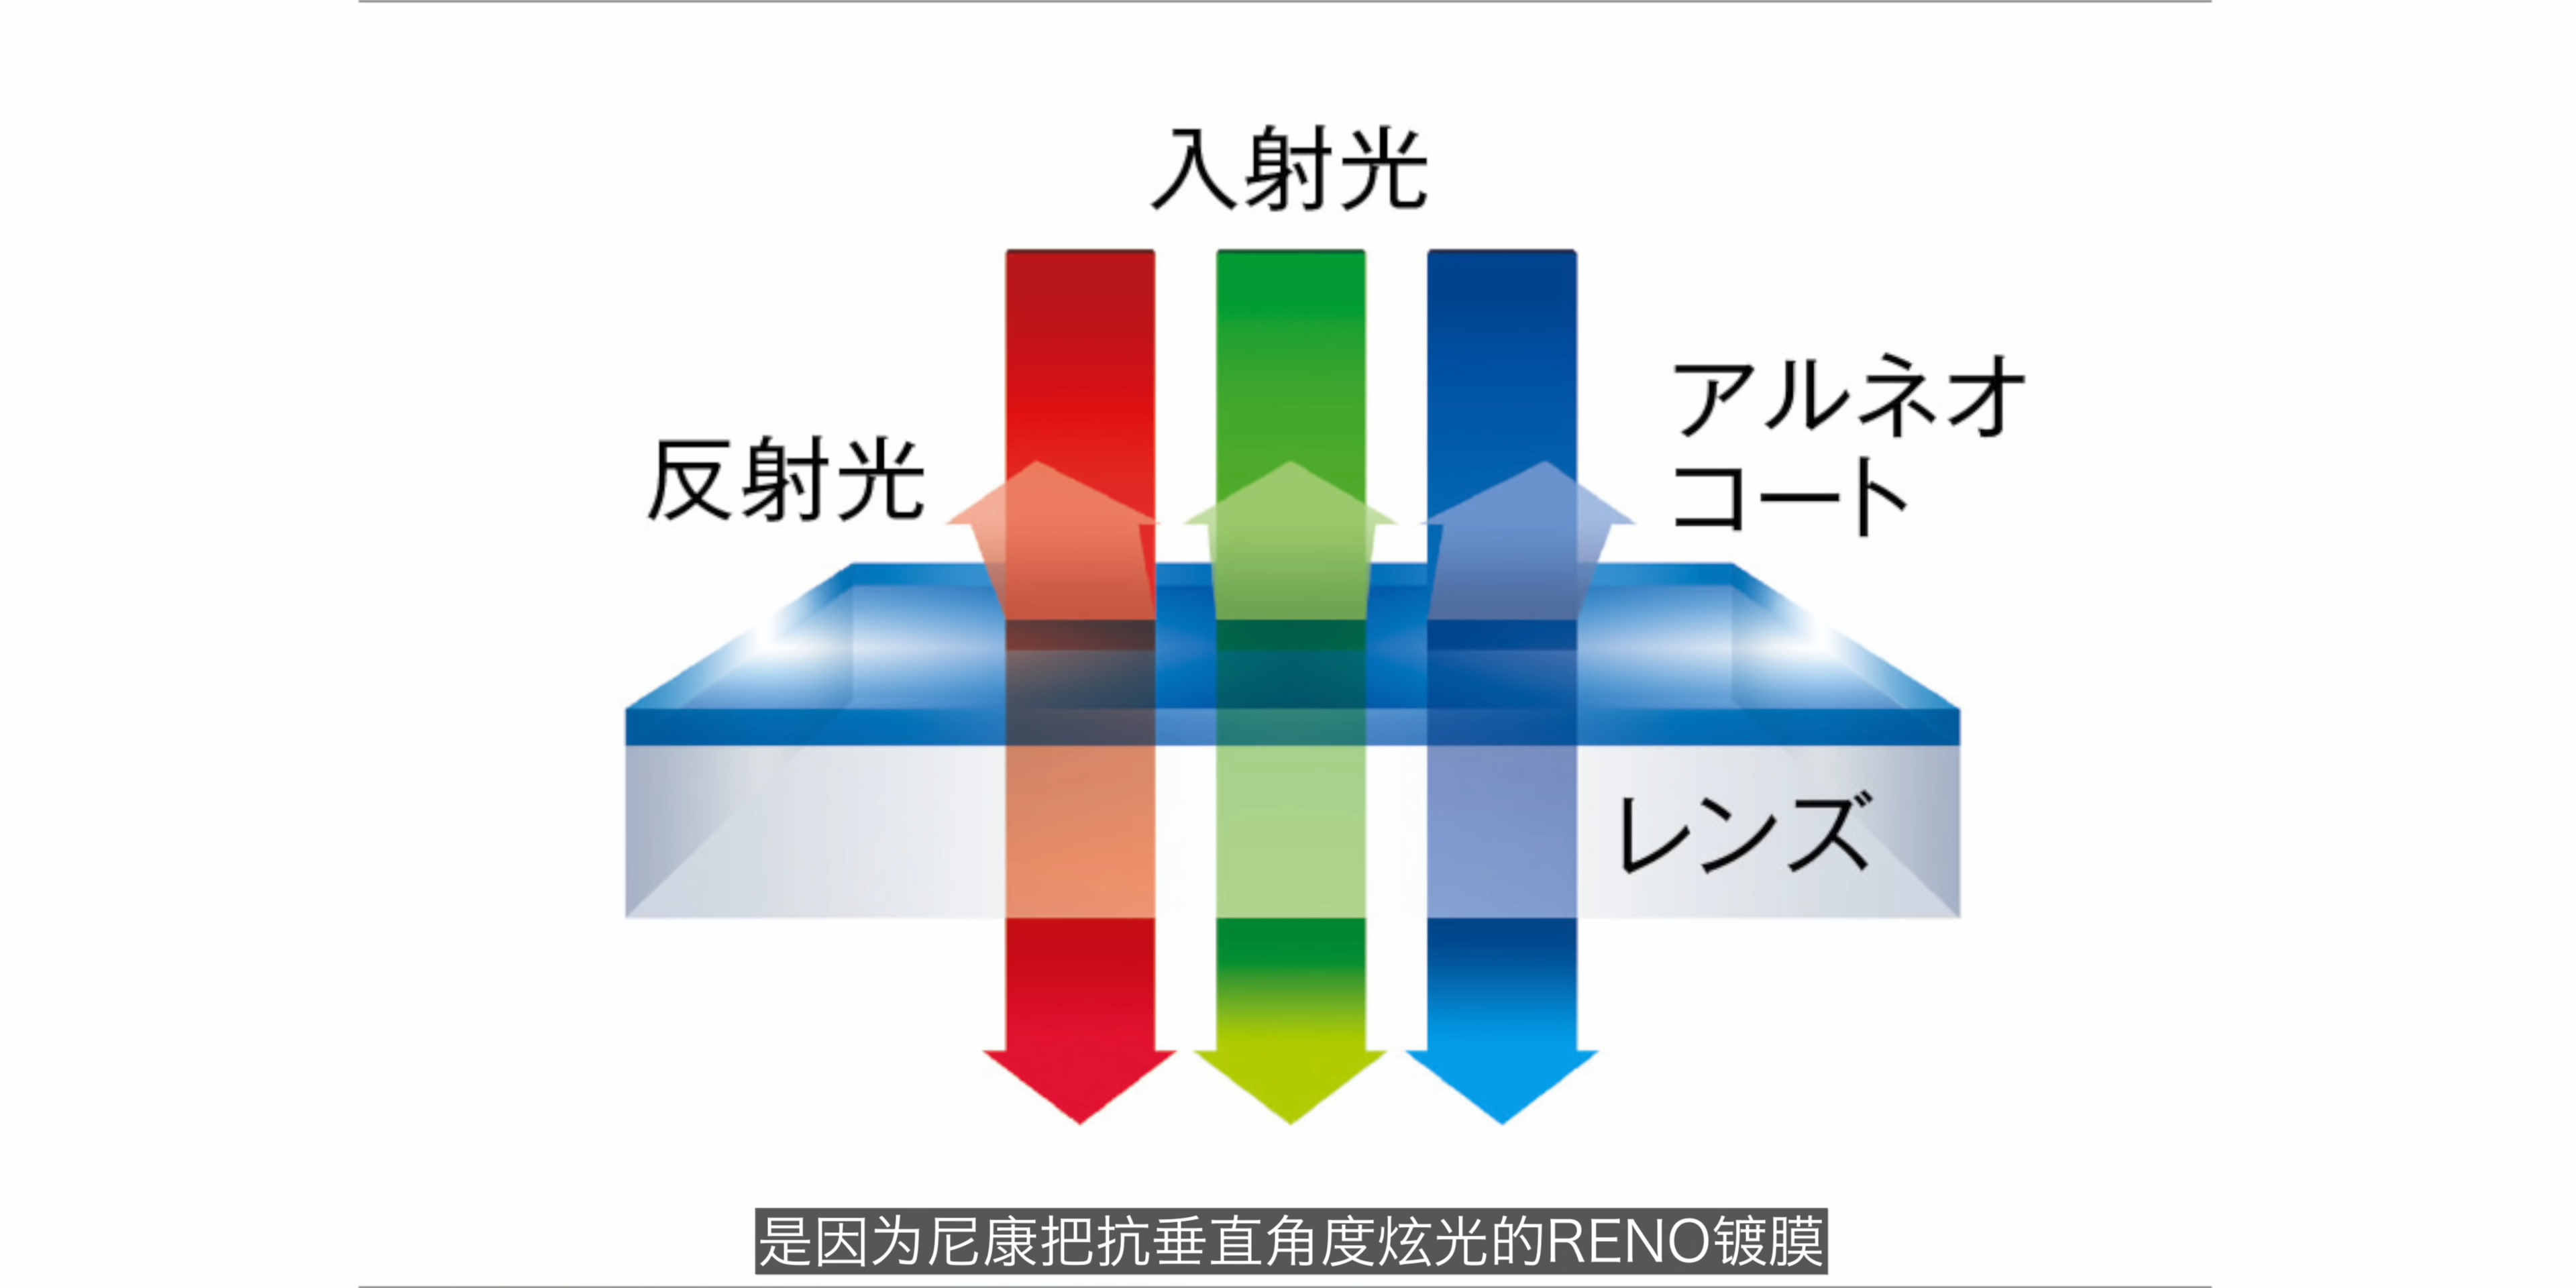 入射光
反射光
アルネオ
コート
レンズ
是因为尼康把抗垂直角度炫光的RENO镀膜